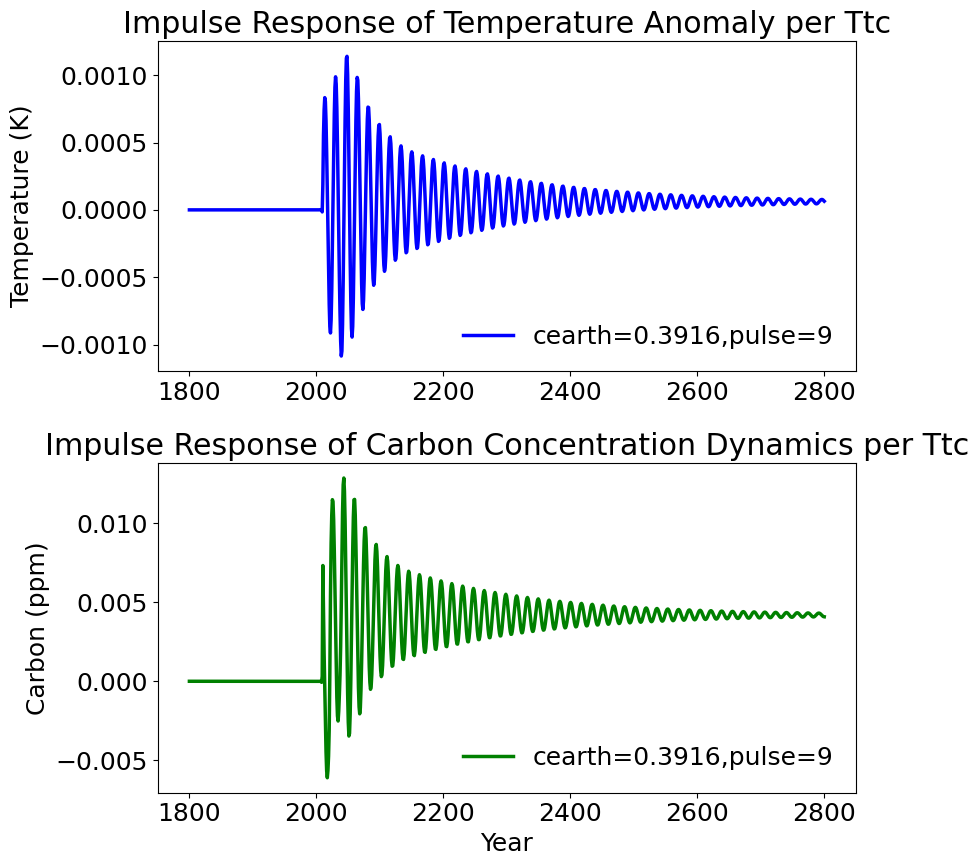 Impulse Response of Temperature Anomaly per Ttc
0.0010
0.0005
0.0000
−0.0005
−0.0010
Temperature (K)
cearth=0.3916,pulse=9
1800 2000 2200 2400 2600 2800
Impulse Response of Carbon Concentration Dynamics per Ttc
0.010
0.005
0.000
−0.005
Carbon (ppm)
cearth=0.3916,pulse=9
1800 2000 2200 2400 2600 2800
Year